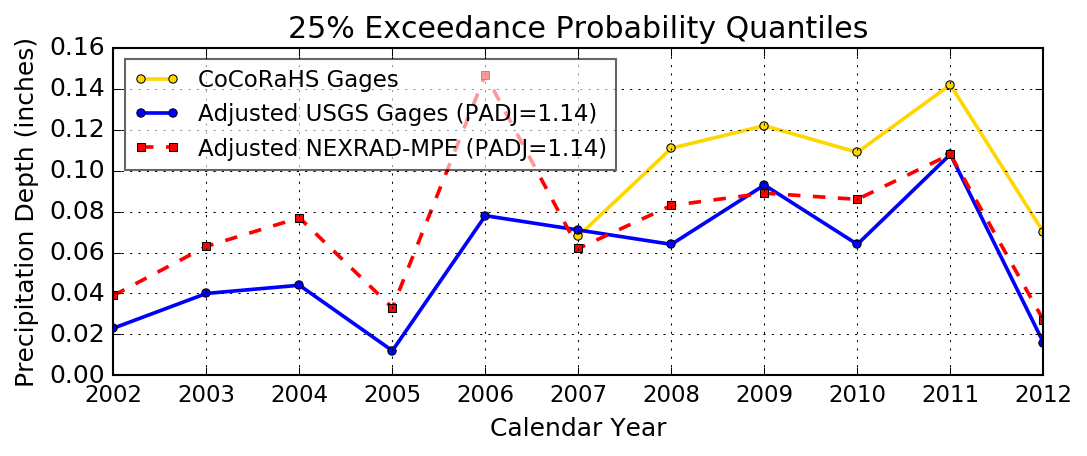 25% Exceedance Probability Quantiles
Precipitation Depth (inches)
0.16
0.14
0.12
0.10
0.08
0.06
0.04
0.02
0.00
CoCoRaHS Gages
Adjusted USGS Gages (PADJ=1.14)
Adjusted NEXRAD-MPE (PADJ=1.14)
2002 2003 2004 2005 2006 2007 2008 2009 2010 2011 2012
Calendar Year